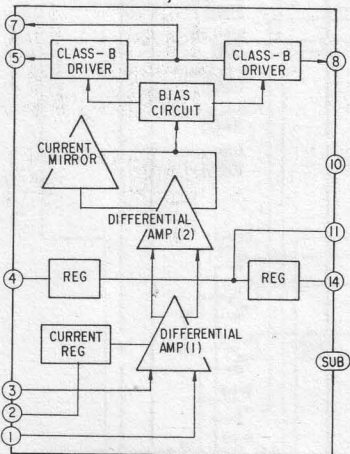 7
CLASS-B
DRIVER
CLASS-B
DRIVER
5
8
BIAS
CIRCUIT
CURRENT
MIRROR
10
DIFFERENTIAL
AMP (2)
11
4
REG
REG
14
CURRENT
REG
DIFFERENTIAL
AMP(1)
3
SUB
2
1